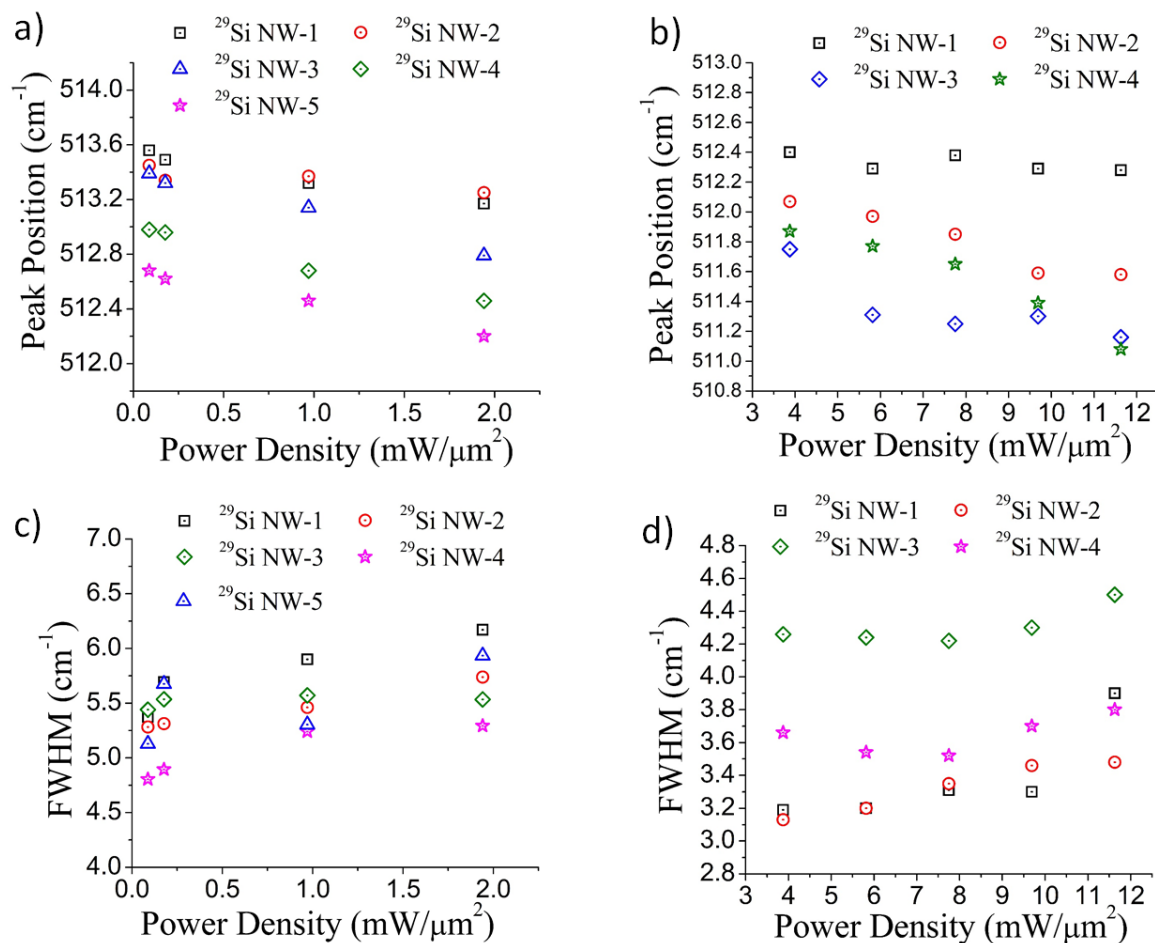 a)
²⁹Si NW-1 ²⁹Si NW-2
²⁹Si NW-3 ²⁹Si NW-4
²⁹Si NW-5
514.0
513.6
513.2
512.8
512.4
512.0
Peak Position (cm⁻¹)
0.0 0.5 1.0 1.5 2.0
Power Density (mW/μm²)
b)
²⁹Si NW-1 ²⁹Si NW-2
²⁹Si NW-3 ²⁹Si NW-4
513.0
512.8
512.6
512.4
512.2
512.0
511.8
511.6
511.4
511.2
511.0
510.8
Peak Position (cm⁻¹)
3 4 5 6 7 8 9 10 11 12
Power Density (mW/μm²)
c)
²⁹Si NW-1 ²⁹Si NW-2
²⁹Si NW-3 ²⁹Si NW-4
²⁹Si NW-5
7.0
6.5
6.0
5.5
5.0
4.5
4.0
FWHM (cm⁻¹)
0.0 0.5 1.0 1.5 2.0
Power Density (mW/μm²)
d)
²⁹Si NW-1 ²⁹Si NW-2
²⁹Si NW-3 ²⁹Si NW-4
4.8
4.6
4.4
4.2
4.0
3.8
3.6
3.4
3.2
3.0
2.8
FWHM (cm⁻¹)
3 4 5 6 7 8 9 10 11 12
Power Density (mW/μm²)